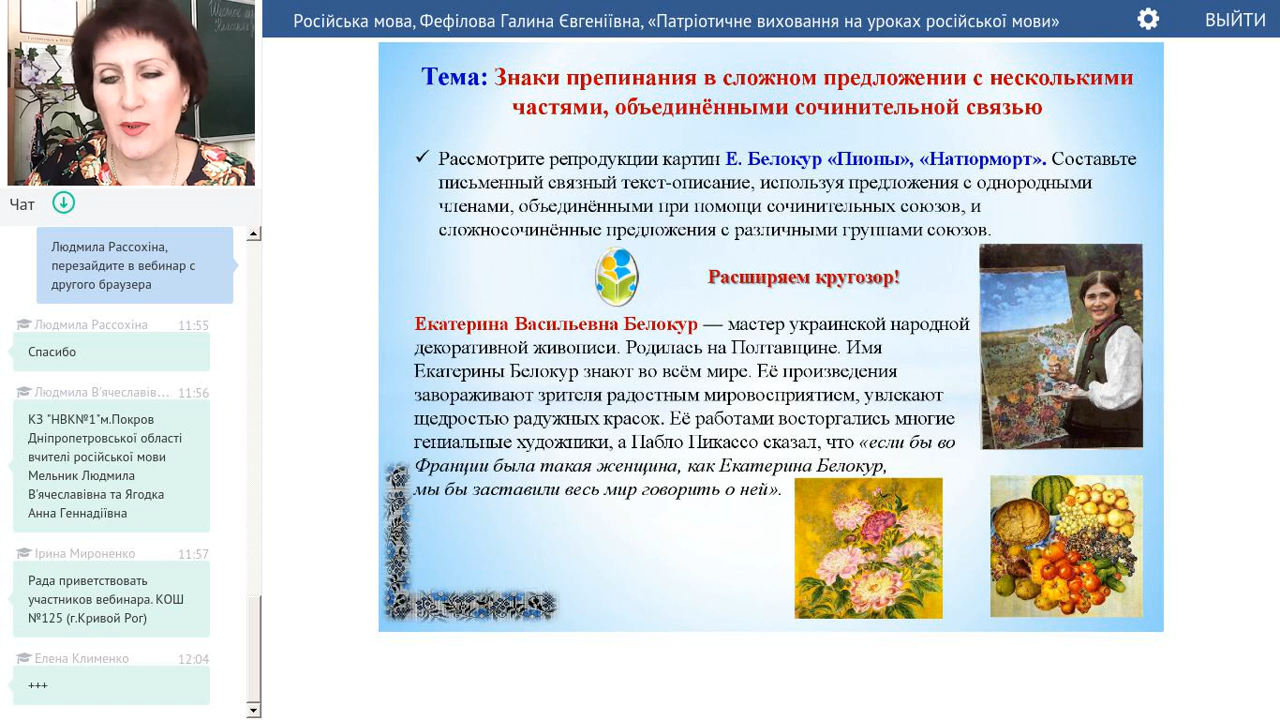 Російська мова, Фефілова Галина Євгеніївна, «Патріотичне виховання на уроках російської мови»
ВЫЙТИ
Чат
Людмила Рассохіна,
перезайдите в вебинар с
другого браузера
Людмила Рассохіна 11:55
Спасибо
Людмила В'ячеславів... 11:56
КЗ "НВК№1"м.Покров
Дніпропетровської області
вчителі російської мови
Мельник Людмила
В'ячеславівна та Ягодка
Анна Геннадіївна
Ірина Мироненко 11:57
Рада приветствовать
участников вебинара. КОШ
№125 (г.Кривой Рог)
Елена Клименко 12:04
+++
Тема: Знаки препинания в сложном предложении с несколькими
частями, объединёнными сочинительной связью
Рассмотрите репродукции картин Е. Белокур «Пионы», «Натюрморт». Составьте
письменный связный текст-описание, используя предложения с однородными
членами, объединёнными при помощи сочинительных союзов, и
сложносочинённые предложения с различными группами союзов.
Расширяем кругозор!
Екатерина Васильевна Белокур — мастер украинской народной
декоративной живописи. Родилась на Полтавщине. Имя
Екатерины Белокур знают во всём мире. Её произведения
завораживают зрителя радостным мировосприятием, увлекают
щедростью радужных красок. Её работами восторгались многие
гениальные художники, а Пабло Пикассо сказал, что «если бы во
Франции была такая женщина, как Екатерина Белокур,
мы бы заставили весь мир говорить о ней».